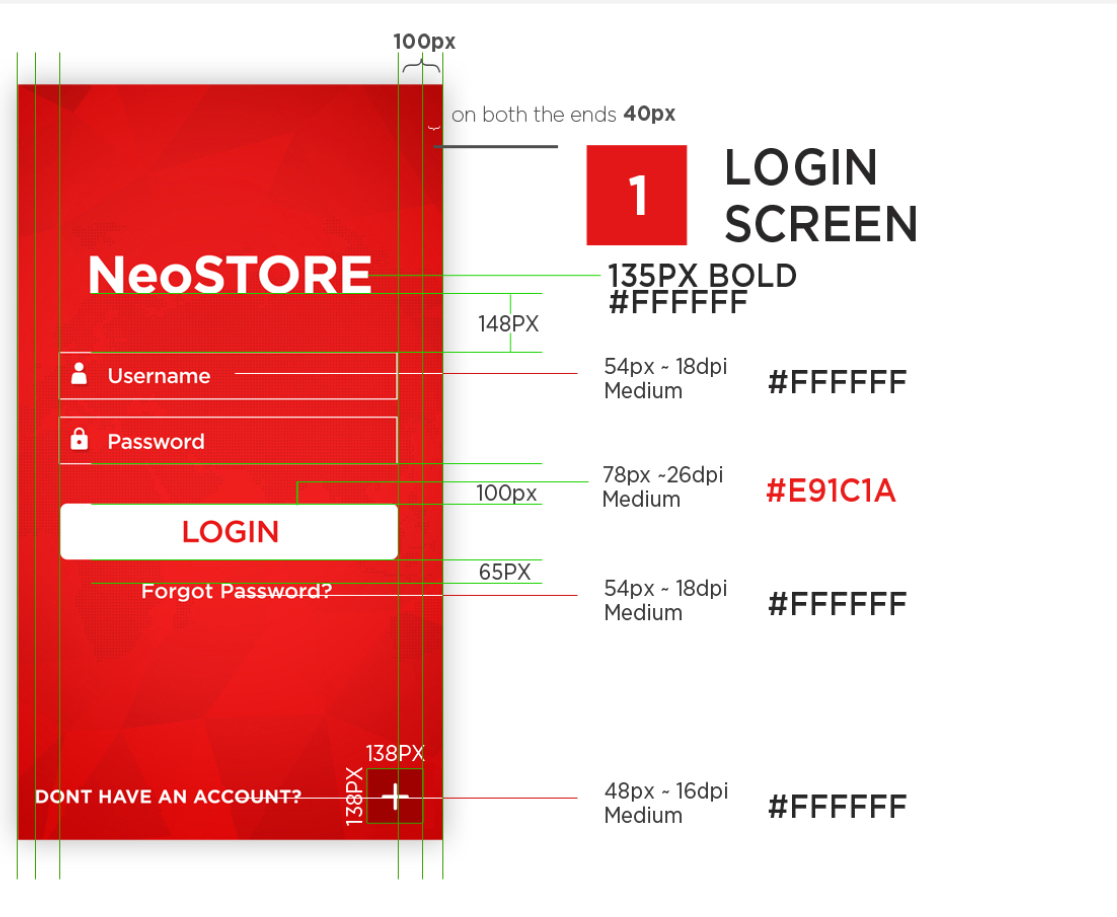 100px
on both the ends 40px
1
LOGIN
SCREEN
NeoSTORE
135PX BOLD
#FFFFFF
148PX
Username
54px ~ 18dpi
Medium
#FFFFFF
Password
78px ~26dpi
Medium
#E91C1A
100px
LOGIN
65PX
Forgot Password?
54px ~ 18dpi
Medium
#FFFFFF
138PX
138PX
DONT HAVE AN ACCOUNT?
+
48px ~ 16dpi
Medium
#FFFFFF